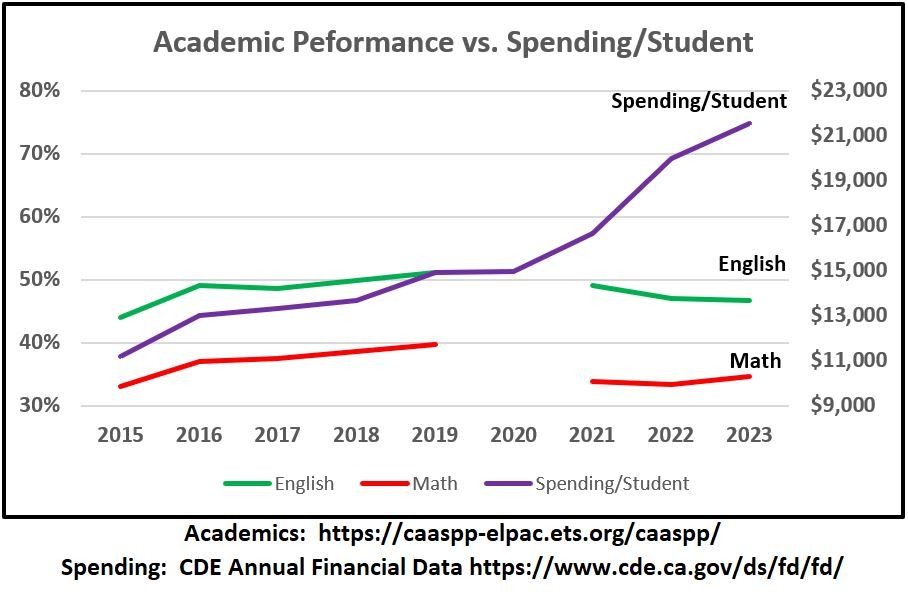 Academic Peformance vs. Spending/Student
80%
70%
60%
50%
40%
30%
$23,000
$21,000
$19,000
$17,000
$15,000
$13,000
$11,000
$9,000
Spending/Student
English
Math
2015 2016 2017 2018 2019 2020 2021 2022 2023
English Math Spending/Student
Academics: https://caaspp-elpac.ets.org/caaspp/
Spending: CDE Annual Financial Data https://www.cde.ca.gov/ds/fd/fd/